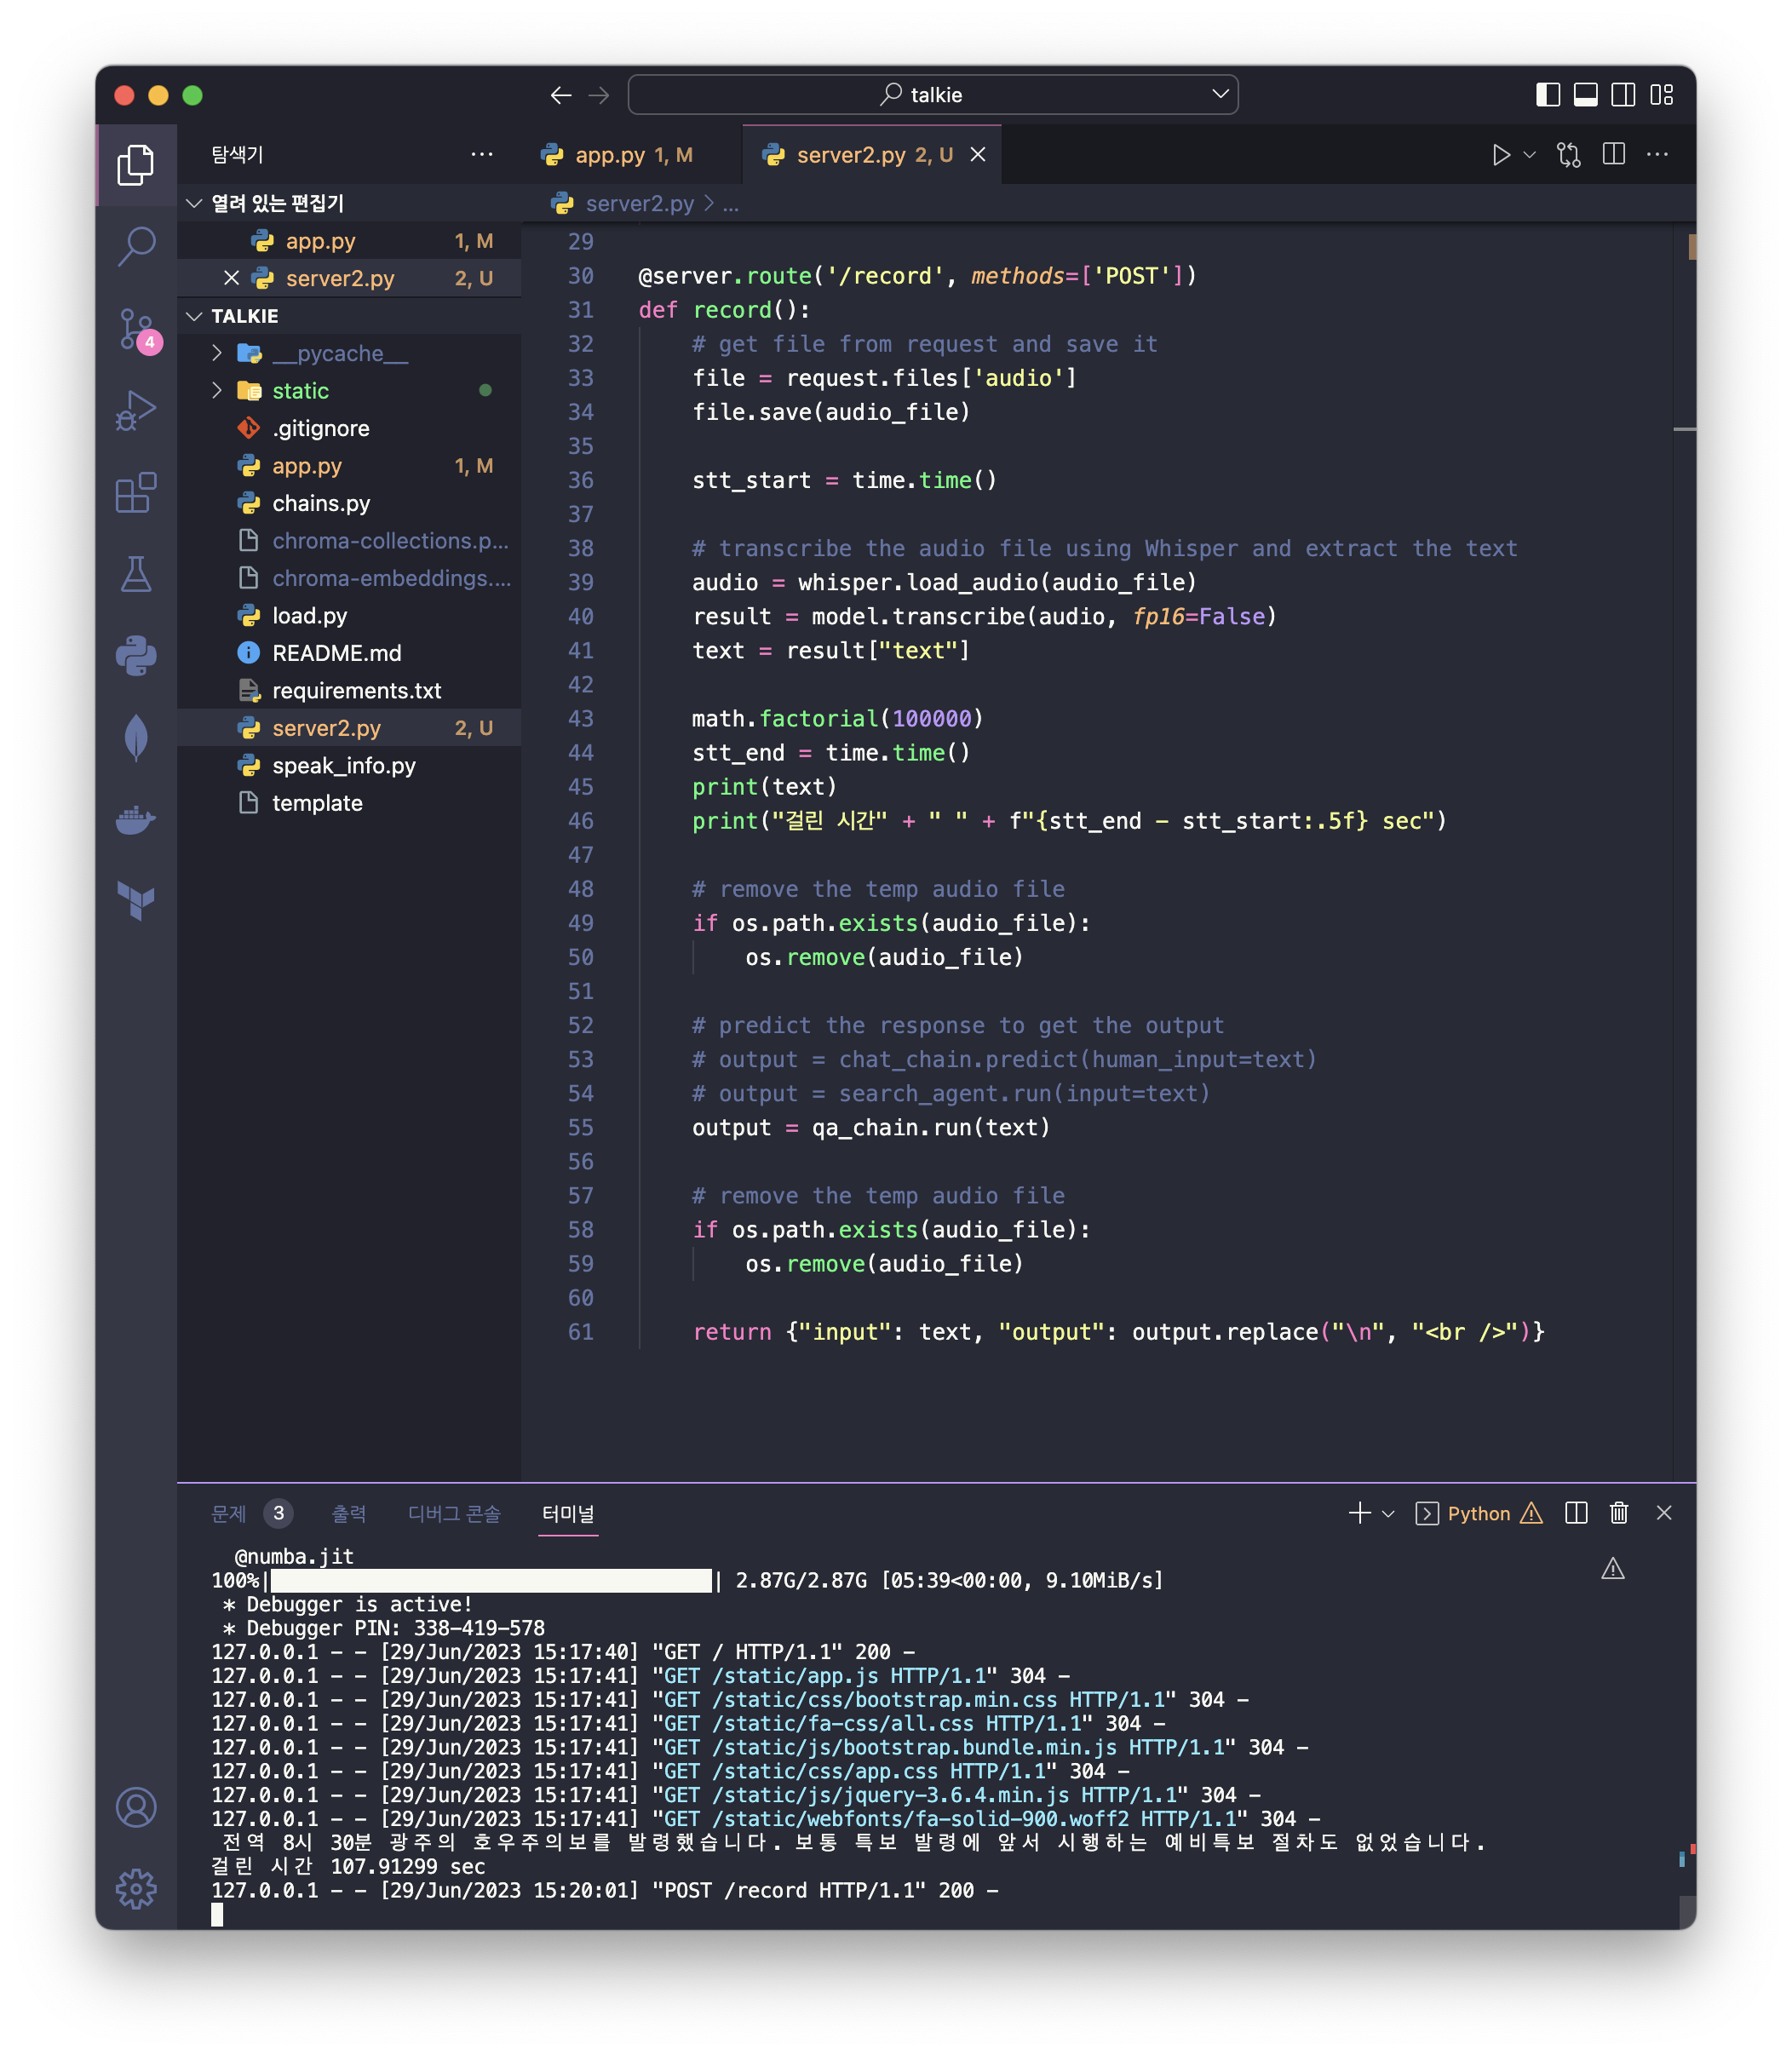 talkie
탐색기
app.py 1, M
server2.py 2, U
열려 있는 편집기
server2.py > ...
app.py 1, M
server2.py 2, U
TALKIE
4
__pycache__
static
.gitignore
app.py 1, M
chains.py
chroma-collections.p...
chroma-embeddings....
load.py
README.md
requirements.txt
server2.py 2, U
speak_info.py
template
29
30 @server.route('/record', methods=['POST'])
31 def record():
32 # get file from request and save it
33 file = request.files['audio']
34 file.save(audio_file)
35
36 stt_start = time.time()
37
38 # transcribe the audio file using Whisper and extract the text
39 audio = whisper.load_audio(audio_file)
40 result = model.transcribe(audio, fp16=False)
41 text = result["text"]
42
43 math.factorial(100000)
44 stt_end = time.time()
45 print(text)
46 print("걸린 시간" + " " + f"{stt_end - stt_start:.5f} sec")
47
48 # remove the temp audio file
49 if os.path.exists(audio_file):
50 os.remove(audio_file)
51
52 # predict the response to get the output
53 # output = chat_chain.predict(human_input=text)
54 # output = search_agent.run(input=text)
55 output = qa_chain.run(text)
56
57 # remove the temp audio file
58 if os.path.exists(audio_file):
59 os.remove(audio_file)
60
61 return {"input": text, "output": output.replace("\n", "<br />")}
문제 3 출력 디버그 콘솔 터미널
Python
@numba.jit
100%| | 2.87G/2.87G [05:39<00:00, 9.10MiB/s]
* Debugger is active!
* Debugger PIN: 338-419-578
127.0.0.1 - - [29/Jun/2023 15:17:40] "GET / HTTP/1.1" 200 -
127.0.0.1 - - [29/Jun/2023 15:17:41] "GET /static/app.js HTTP/1.1" 304 -
127.0.0.1 - - [29/Jun/2023 15:17:41] "GET /static/css/bootstrap.min.css HTTP/1.1" 304 -
127.0.0.1 - - [29/Jun/2023 15:17:41] "GET /static/fa-css/all.css HTTP/1.1" 304 -
127.0.0.1 - - [29/Jun/2023 15:17:41] "GET /static/js/bootstrap.bundle.min.js HTTP/1.1" 304 -
127.0.0.1 - - [29/Jun/2023 15:17:41] "GET /static/css/app.css HTTP/1.1" 304 -
127.0.0.1 - - [29/Jun/2023 15:17:41] "GET /static/js/jquery-3.6.4.min.js HTTP/1.1" 304 -
127.0.0.1 - - [29/Jun/2023 15:17:41] "GET /static/webfonts/fa-solid-900.woff2 HTTP/1.1" 304 -
전역 8시 30분 광주의 호우주의보를 발령했습니다. 보통 특보 발령에 앞서 시행하는 예비특보 절차도 없었습니다.
걸린 시간 107.91299 sec
127.0.0.1 - - [29/Jun/2023 15:20:01] "POST /record HTTP/1.1" 200 -